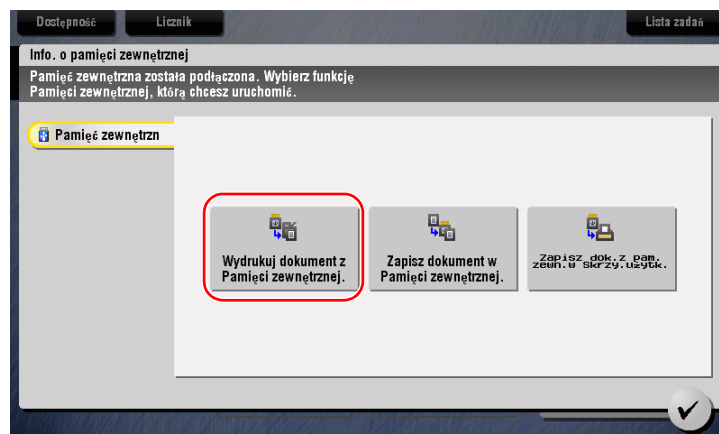 Dostępność Licznik Lista zadań
Info. o pamięci zewnętrznej
Pamięć zewnętrzna została podłączona. Wybierz funkcję
Pamięci zewnętrznej, którą chcesz uruchomić.
Pamięć zewnętrzn
Wydrukuj dokument z
Pamięci zewnętrznej.
Zapisz dokument w
Pamięci zewnętrznej.
Zapisz dok.z pam.
zewn.w skrzy.użytk.